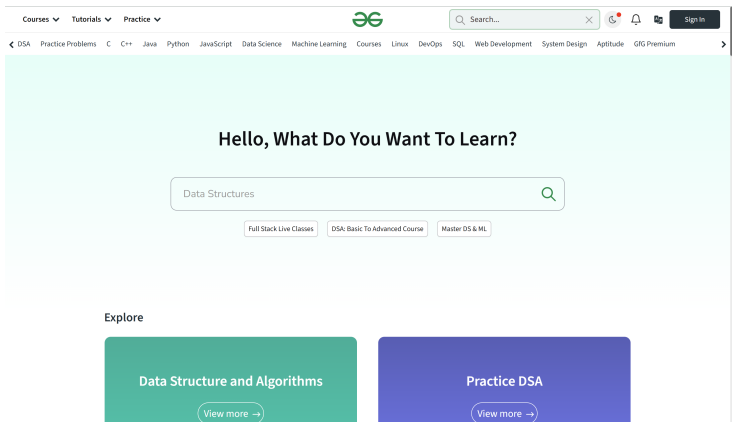 Courses Tutorials Practice Search... Sign In
DSA Practice Problems C C++ Java Python JavaScript Data Science Machine Learning Courses Linux DevOps SQL Web Development System Design Aptitude GfG Premium
Hello, What Do You Want To Learn?
Data Structures
Full Stack Live Classes DSA: Basic To Advanced Course Master DS & ML
Explore
Data Structure and Algorithms Practice DSA
View more → View more →